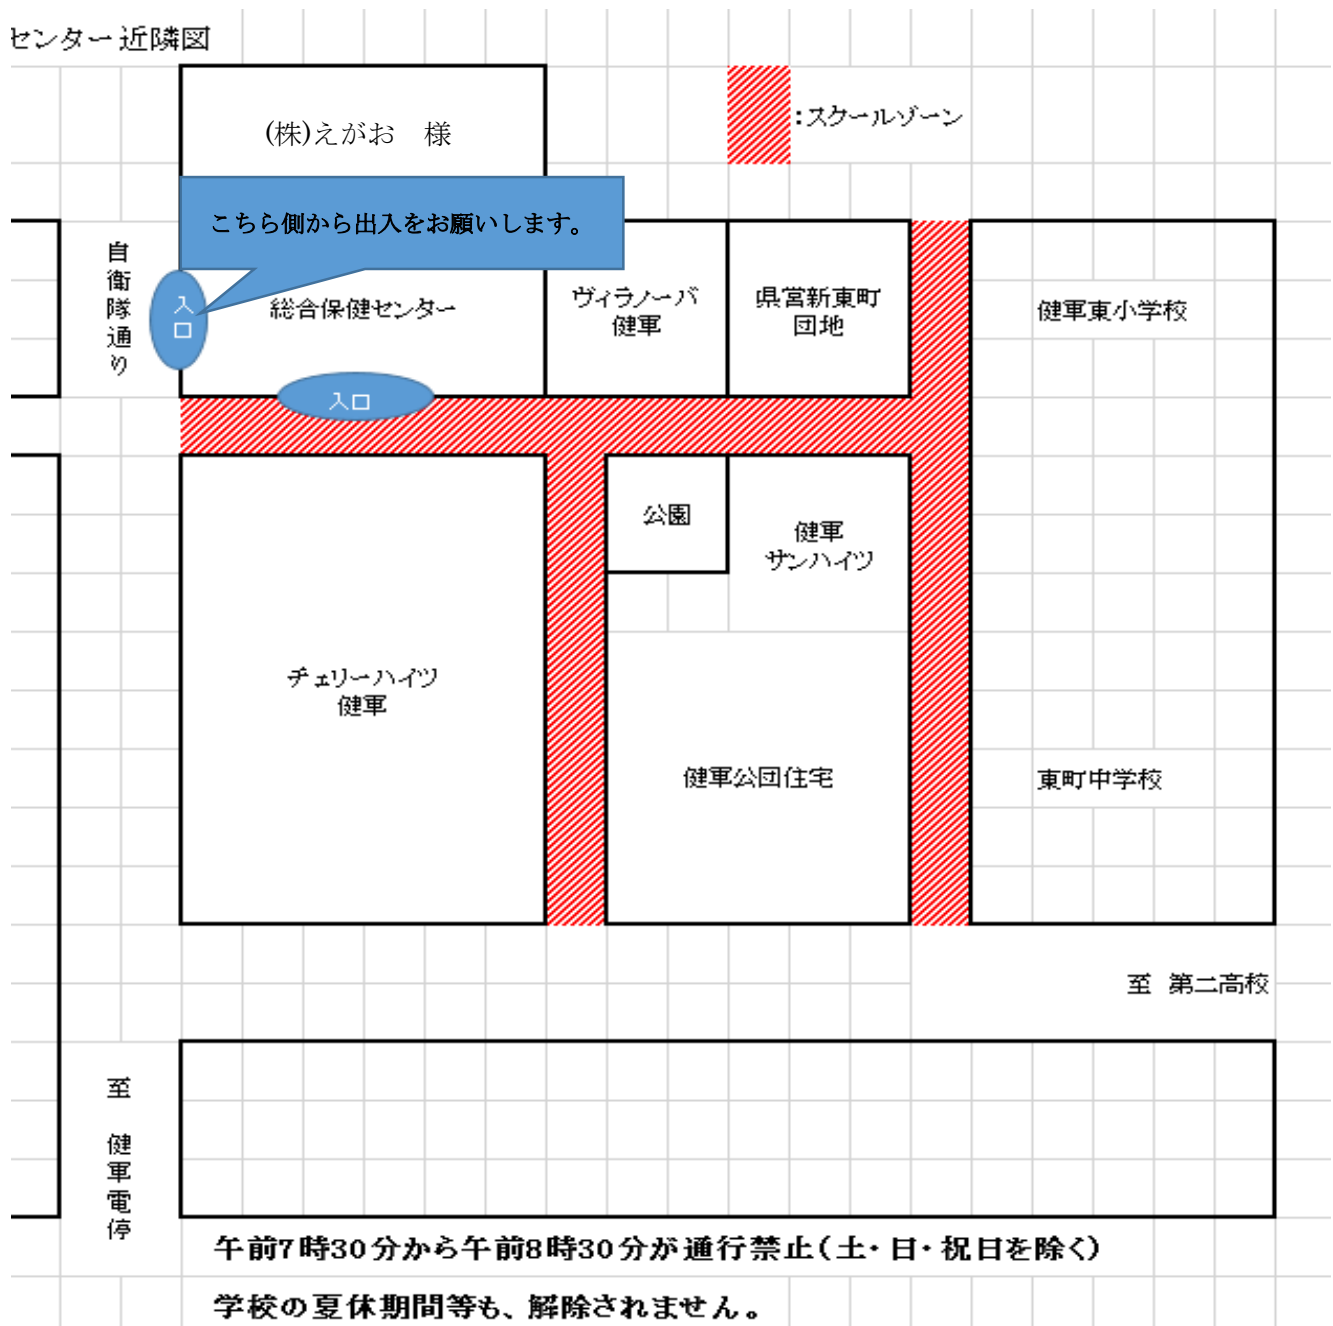 センター近隣図
(株)えがお　様
:スクールゾーン
こちら側から出入をお願いします。
自衛隊通り
入口
総合保健センター
ヴィラノーバ
健軍
県営新東町
団地
健軍東小学校
入口
公園
健軍
サンハイツ
チェリーハイツ
健軍
健軍公団住宅
東町中学校
至 第二高校
至 健軍電停
午前7時30分から午前8時30分が通行禁止(土・日・祝日を除く)
学校の夏休期間等も、解除されません。